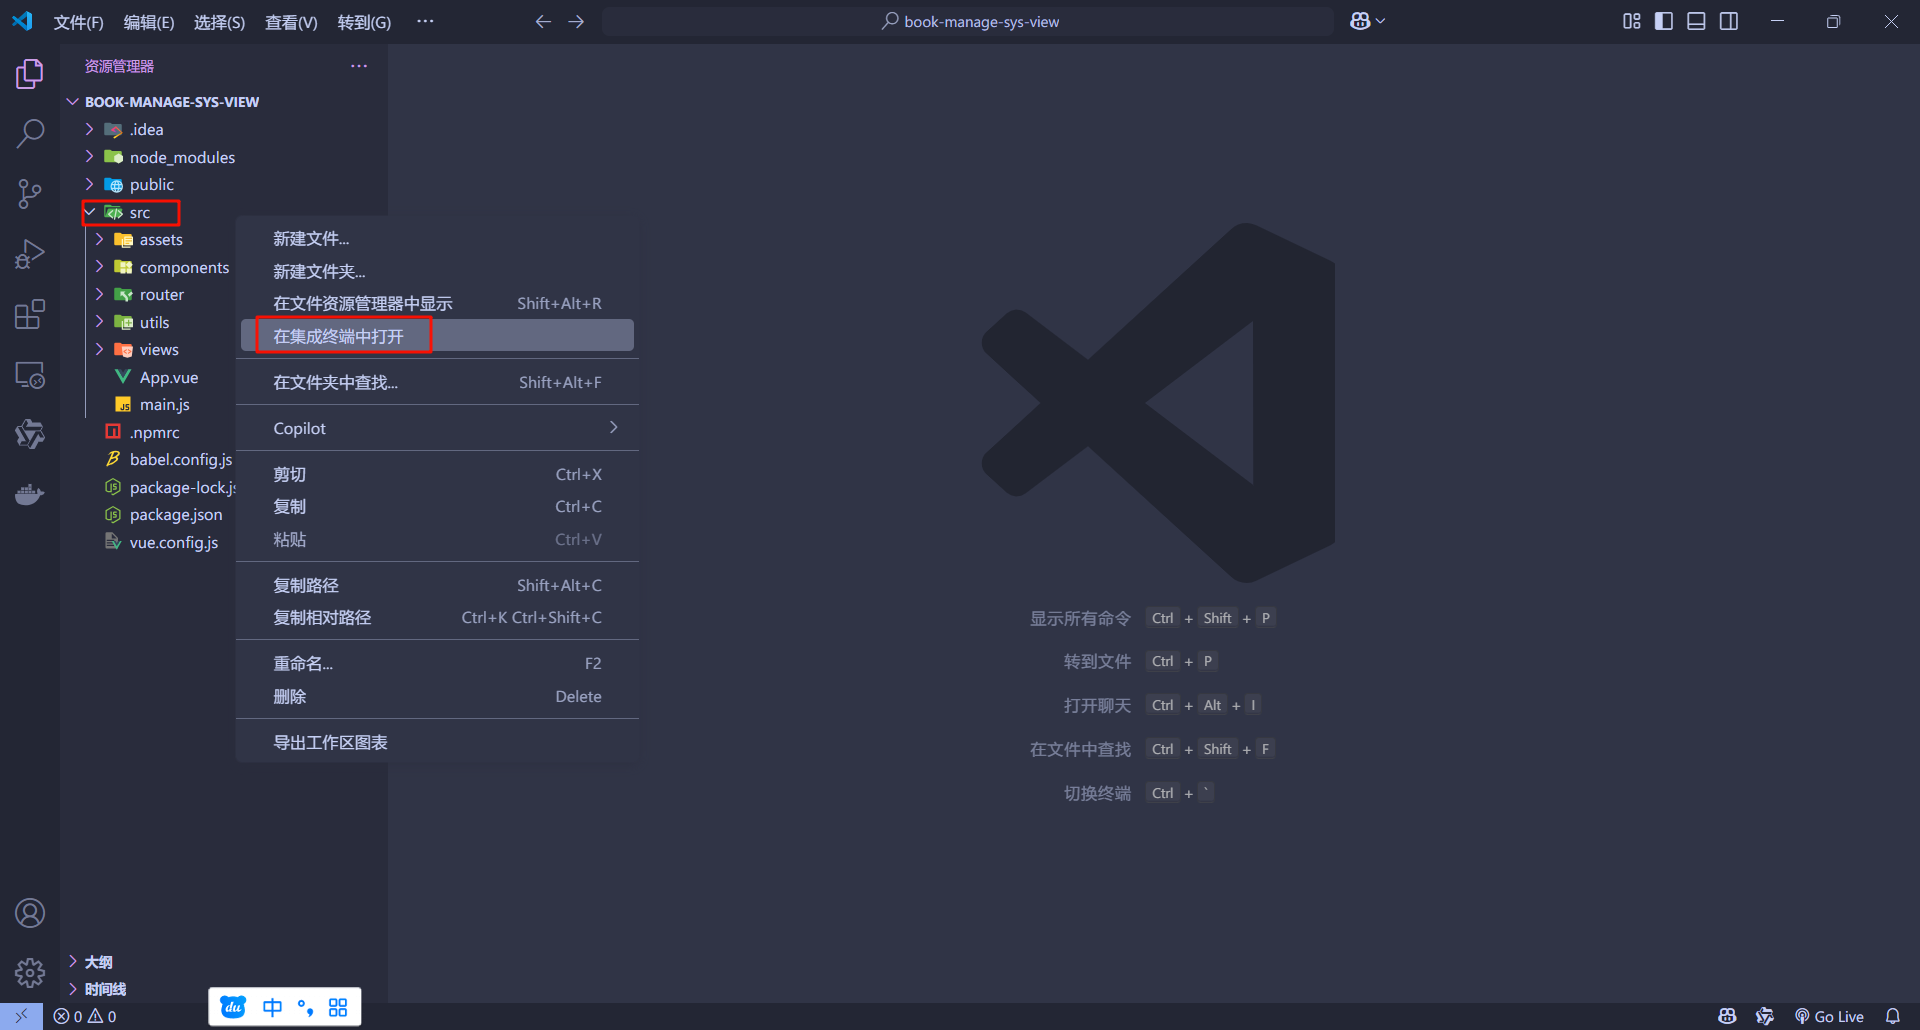 文件(F) 编辑(E) 选择(S) 查看(V) 转到(G) ··· book-manage-sys-view
资源管理器 ···
BOOK-MANAGE-SYS-VIEW
.idea
node_modules
public
src
assets
components
router
utils
views
App.vue
JS main.js
.npmrc
babel.config.js
JS package-lock.js
JS package.json
vue.config.js
新建文件...
新建文件夹...
在文件资源管理器中显示 Shift+Alt+R
在集成终端中打开
在文件夹中查找... Shift+Alt+F
Copilot
剪切 Ctrl+X
复制 Ctrl+C
粘贴 Ctrl+V
复制路径 Shift+Alt+C
复制相对路径 Ctrl+K Ctrl+Shift+C
重命名... F2
删除 Delete
导出工作区图表
显示所有命令 Ctrl + Shift + P
转到文件 Ctrl + P
打开聊天 Ctrl + Alt + I
在文件中查找 Ctrl + Shift + F
切换终端 Ctrl + `
大纲
时间线
du 中 °,
0 0 Go Live